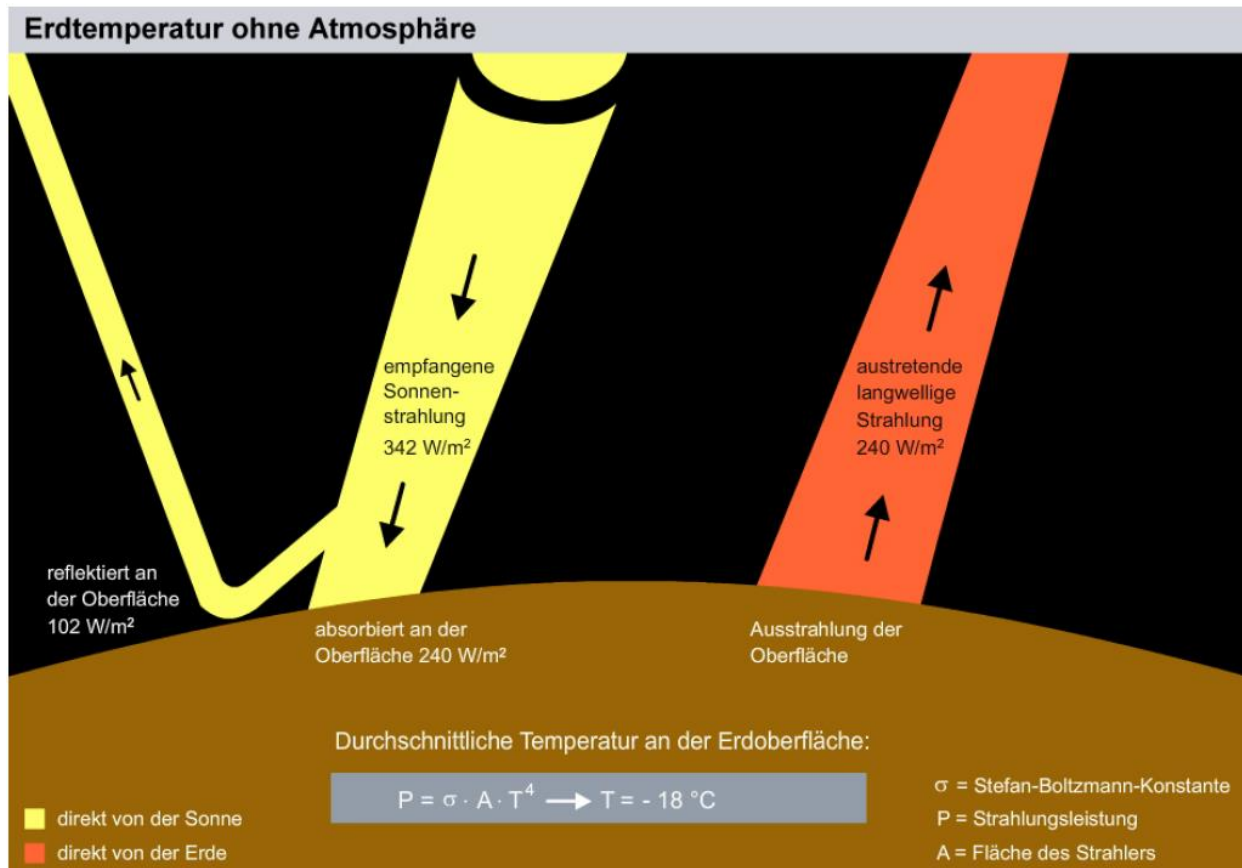 Erdtemperatur ohne Atmosphäre
empfangene
Sonnen-
strahlung
342 W/m²
austretende
langwellige
Strahlung
240 W/m²
reflektiert an
der Oberfläche
102 W/m²
absorbiert an der
Oberfläche 240 W/m²
Ausstrahlung der
Oberfläche
Durchschnittliche Temperatur an der Erdoberfläche:
P = σ · A · T⁴ ⟶ T = - 18 °C
direkt von der Sonne
direkt von der Erde
σ = Stefan-Boltzmann-Konstante
P = Strahlungsleistung
A = Fläche des Strahlers